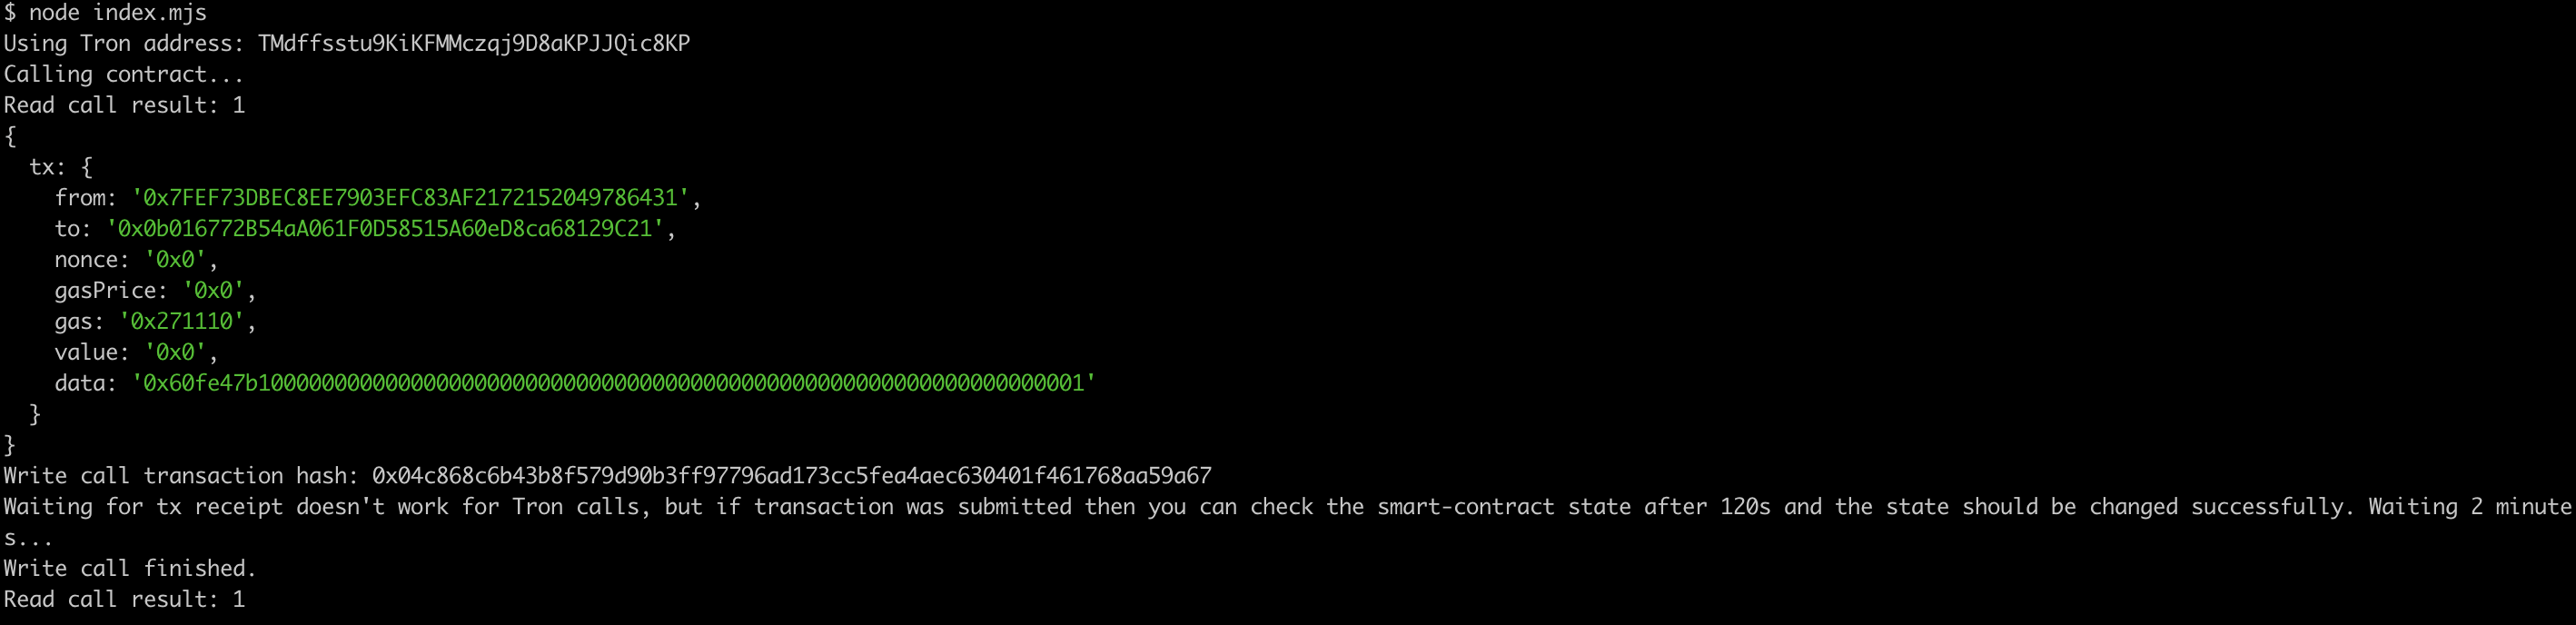 $ node index.mjs
Using Tron address: TMdffsstu9KiKFMMczqj9D8aKPJJQic8KP
Calling contract...
Read call result: 1
{
  tx: {
    from: '0x7FEF73DBEC8EE7903EFC83AF2172152049786431',
    to: '0x0b016772B54aA061F0D58515A60eD8ca68129C21',
    nonce: '0x0',
    gasPrice: '0x0',
    gas: '0x271110',
    value: '0x0',
    data: '0x60fe47b10000000000000000000000000000000000000000000000000000000000000001'
  }
}
Write call transaction hash: 0x04c868c6b43b8f579d90b3ff97796ad173cc5fea4aec630401f461768aa59a67
Waiting for tx receipt doesn't work for Tron calls, but if transaction was submitted then you can check the smart-contract state after 120s and the state should be changed successfully. Waiting 2 minute
s...
Write call finished.
Read call result: 1